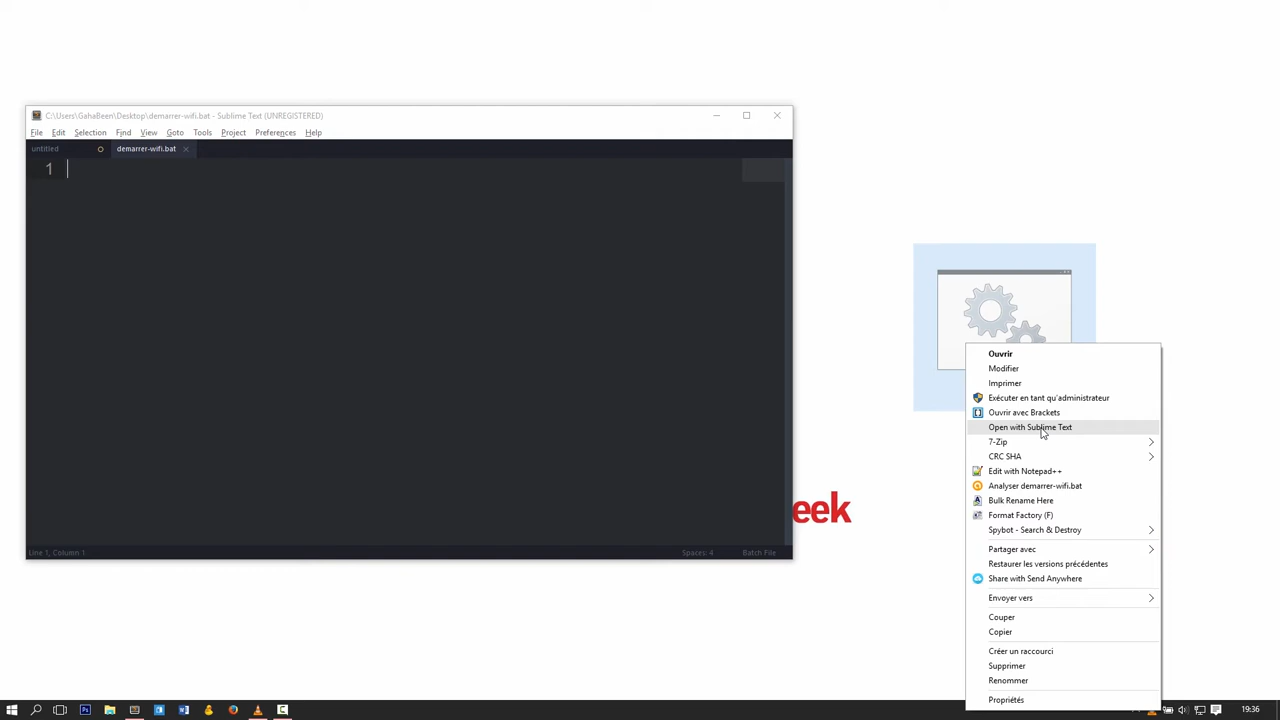 C:\Users\GahaBeen\Desktop\demarrer-wifi.bat - Sublime Text (UNREGISTERED)
File Edit Selection Find View Goto Tools Project Preferences Help
untitled demarrer-wifi.bat
1
Line 1, Column 1 Spaces: 4 Batch File
eek
Ouvrir
Modifier
Imprimer
Exécuter en tant qu'administrateur
Ouvrir avec Brackets
Open with Sublime Text
7-Zip
CRC SHA
Edit with Notepad++
Analyser demarrer-wifi.bat
Bulk Rename Here
Format Factory (F)
Spybot - Search & Destroy
Partager avec
Restaurer les versions précédentes
Share with Send Anywhere
Envoyer vers
Couper
Copier
Créer un raccourci
Supprimer
Renommer
Propriétés
19:36